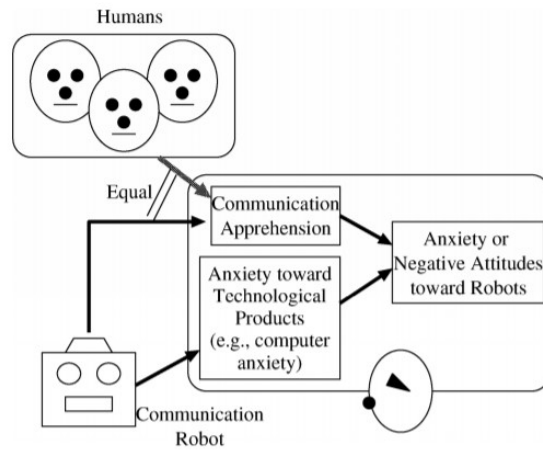 Humans
Equal
Communication
Apprehension
Anxiety or
Negative Attitudes
toward Robots
Anxiety toward
Technological
Products
(e.g., computer
anxiety)
Communication
Robot